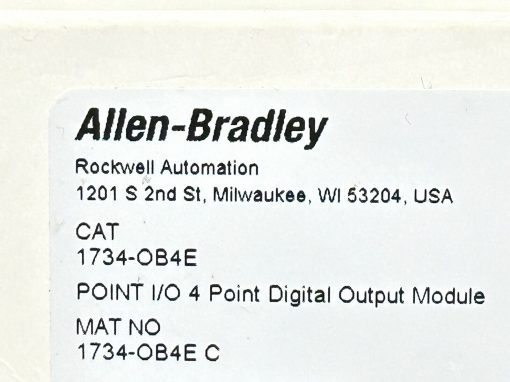 Allen-Bradley
Rockwell Automation
1201 S 2nd St, Milwaukee, WI 53204, USA
CAT
1734-OB4E
POINT I/O 4 Point Digital Output Module
MAT NO
1734-OB4E C